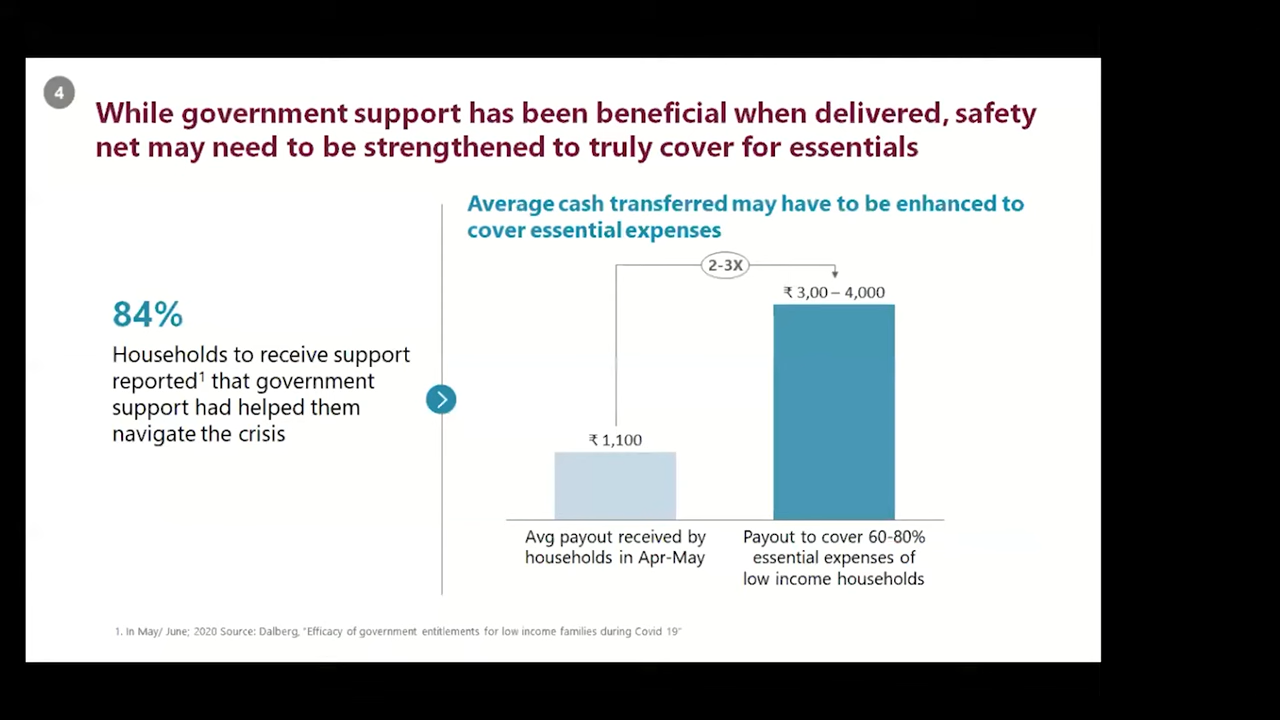 4
While government support has been beneficial when delivered, safety
net may need to be strengthened to truly cover for essentials
84%
Households to receive support
reported¹ that government
support had helped them
navigate the crisis
Average cash transferred may have to be enhanced to
cover essential expenses
2-3X
₹ 3,00 – 4,000
₹ 1,100
Avg payout received by
households in Apr-May
Payout to cover 60-80%
essential expenses of
low income households
1. In May/ June; 2020 Source: Dalberg, "Efficacy of government entitlements for low income families during Covid 19"